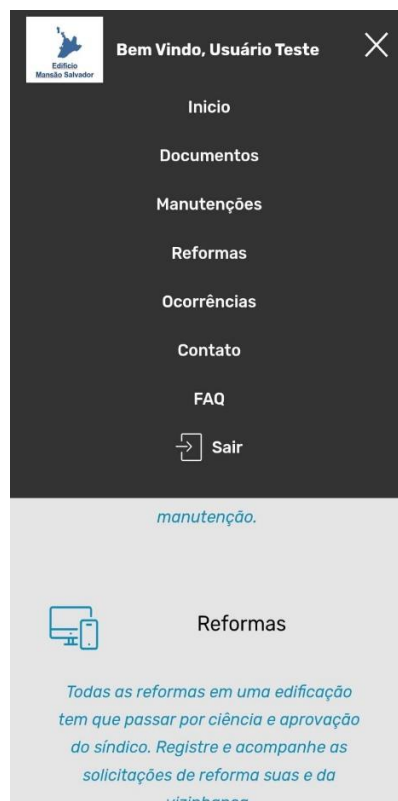 Edifício
Mansão Salvador
Bem Vindo, Usuário Teste
Inicio
Documentos
Manutenções
Reformas
Ocorrências
Contato
FAQ
Sair
manutenção.
Reformas
Todas as reformas em uma edificação
tem que passar por ciência e aprovação
do síndico. Registre e acompanhe as
solicitações de reforma suas e da
vizinhança